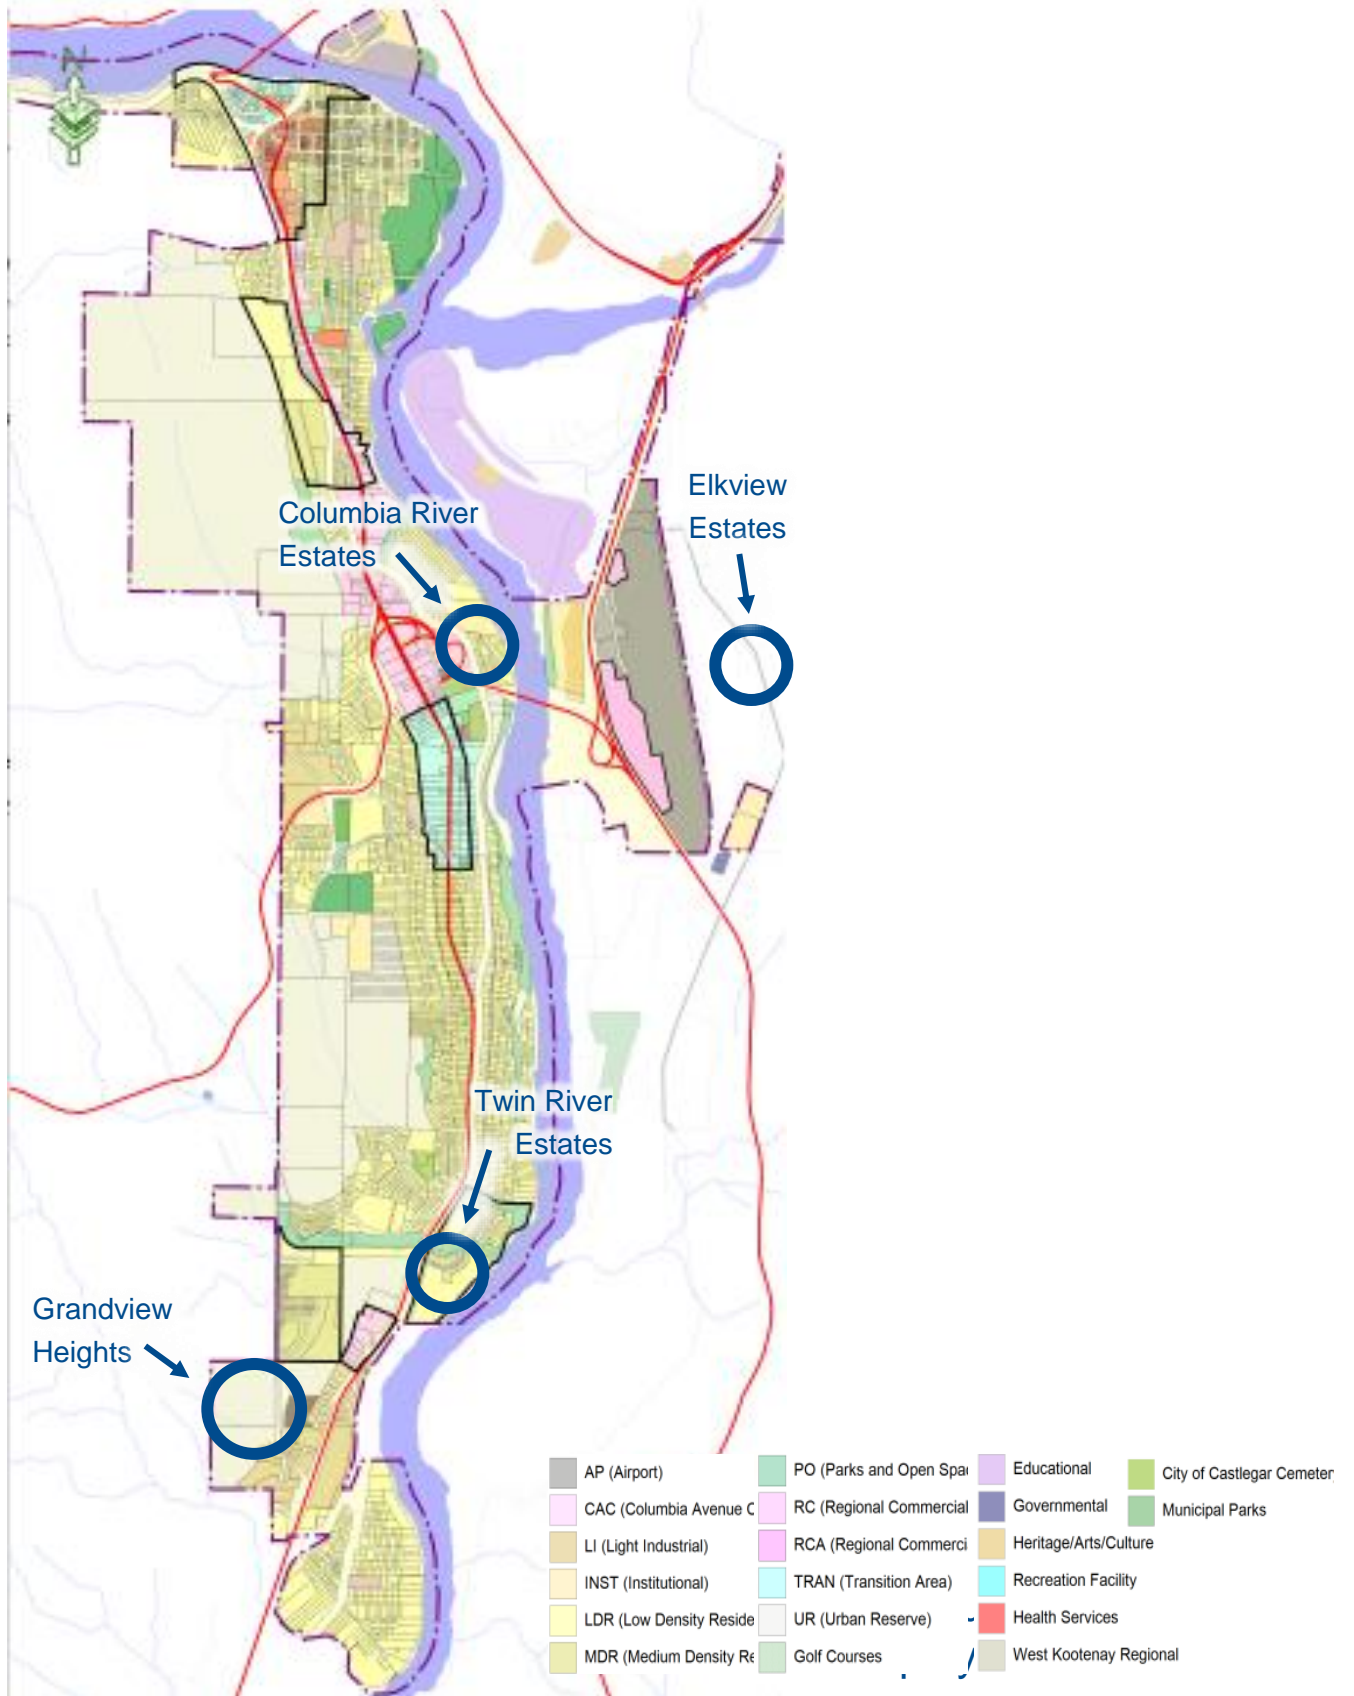 N
Elkview
Estates
Columbia River
Estates
Twin River
Estates
Grandview
Heights
AP (Airport)
CAC (Columbia Avenue C
LI (Light Industrial)
INST (Institutional)
LDR (Low Density Reside
MDR (Medium Density Re
PO (Parks and Open Spa
RC (Regional Commercial
RCA (Regional Commerci
TRAN (Transition Area)
UR (Urban Reserve)
Golf Courses
Educational
Governmental
Heritage/Arts/Culture
Recreation Facility
Health Services
West Kootenay Regional
City of Castlegar Cemeter
Municipal Parks